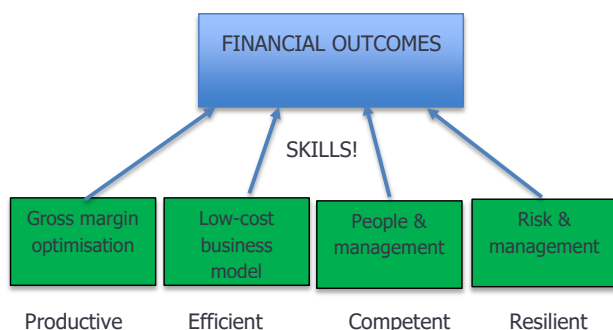 FINANCIAL OUTCOMES
SKILLS!
Gross margin
optimisation
Low-cost
business
model
People &
management
Risk &
management
Productive
Efficient
Competent
Resilient